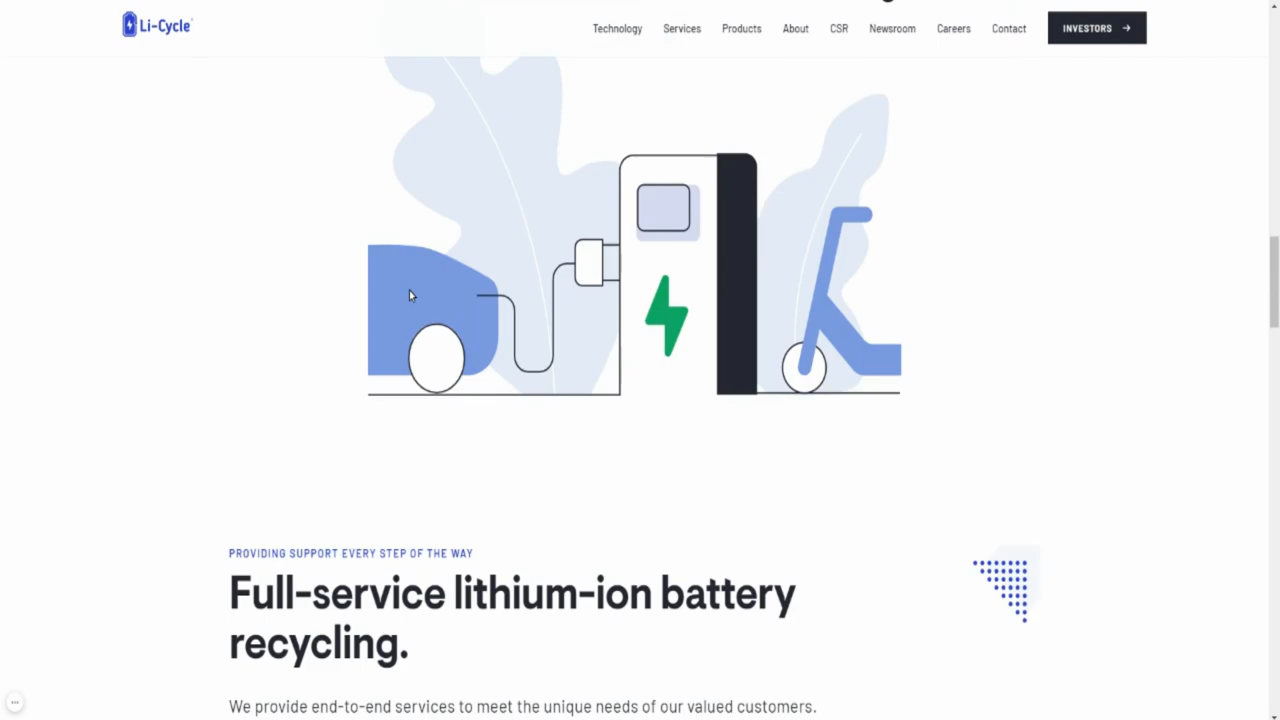 Li-Cycle
Technology
Services
Products
About
CSR
Newsroom
Careers
Contact
INVESTORS
PROVIDING SUPPORT EVERY STEP OF THE WAY
Full-service lithium-ion battery
recycling.
We provide end-to-end services to meet the unique needs of our valued customers.